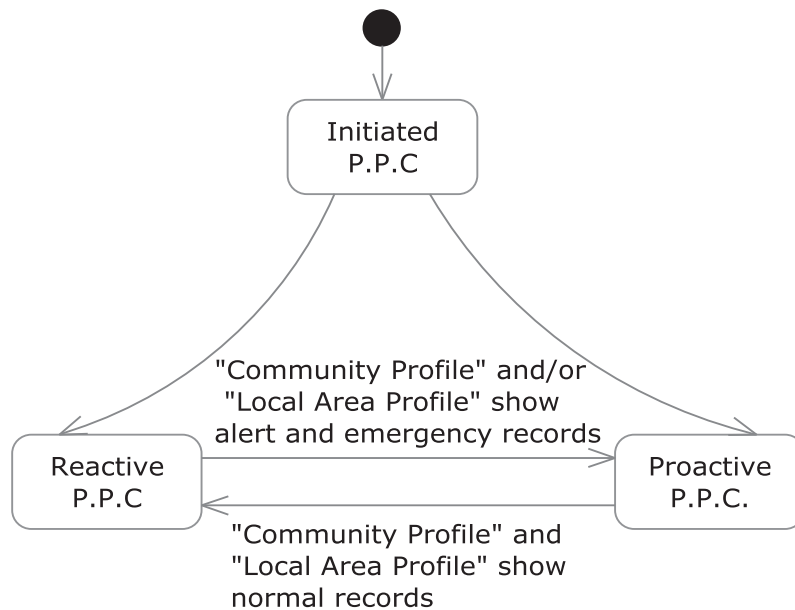 Initiated
P.P.C
"Community Profile" and/or
"Local Area Profile" show
alert and emergency records
Reactive
P.P.C
Proactive
P.P.C.
"Community Profile" and
"Local Area Profile" show
normal records